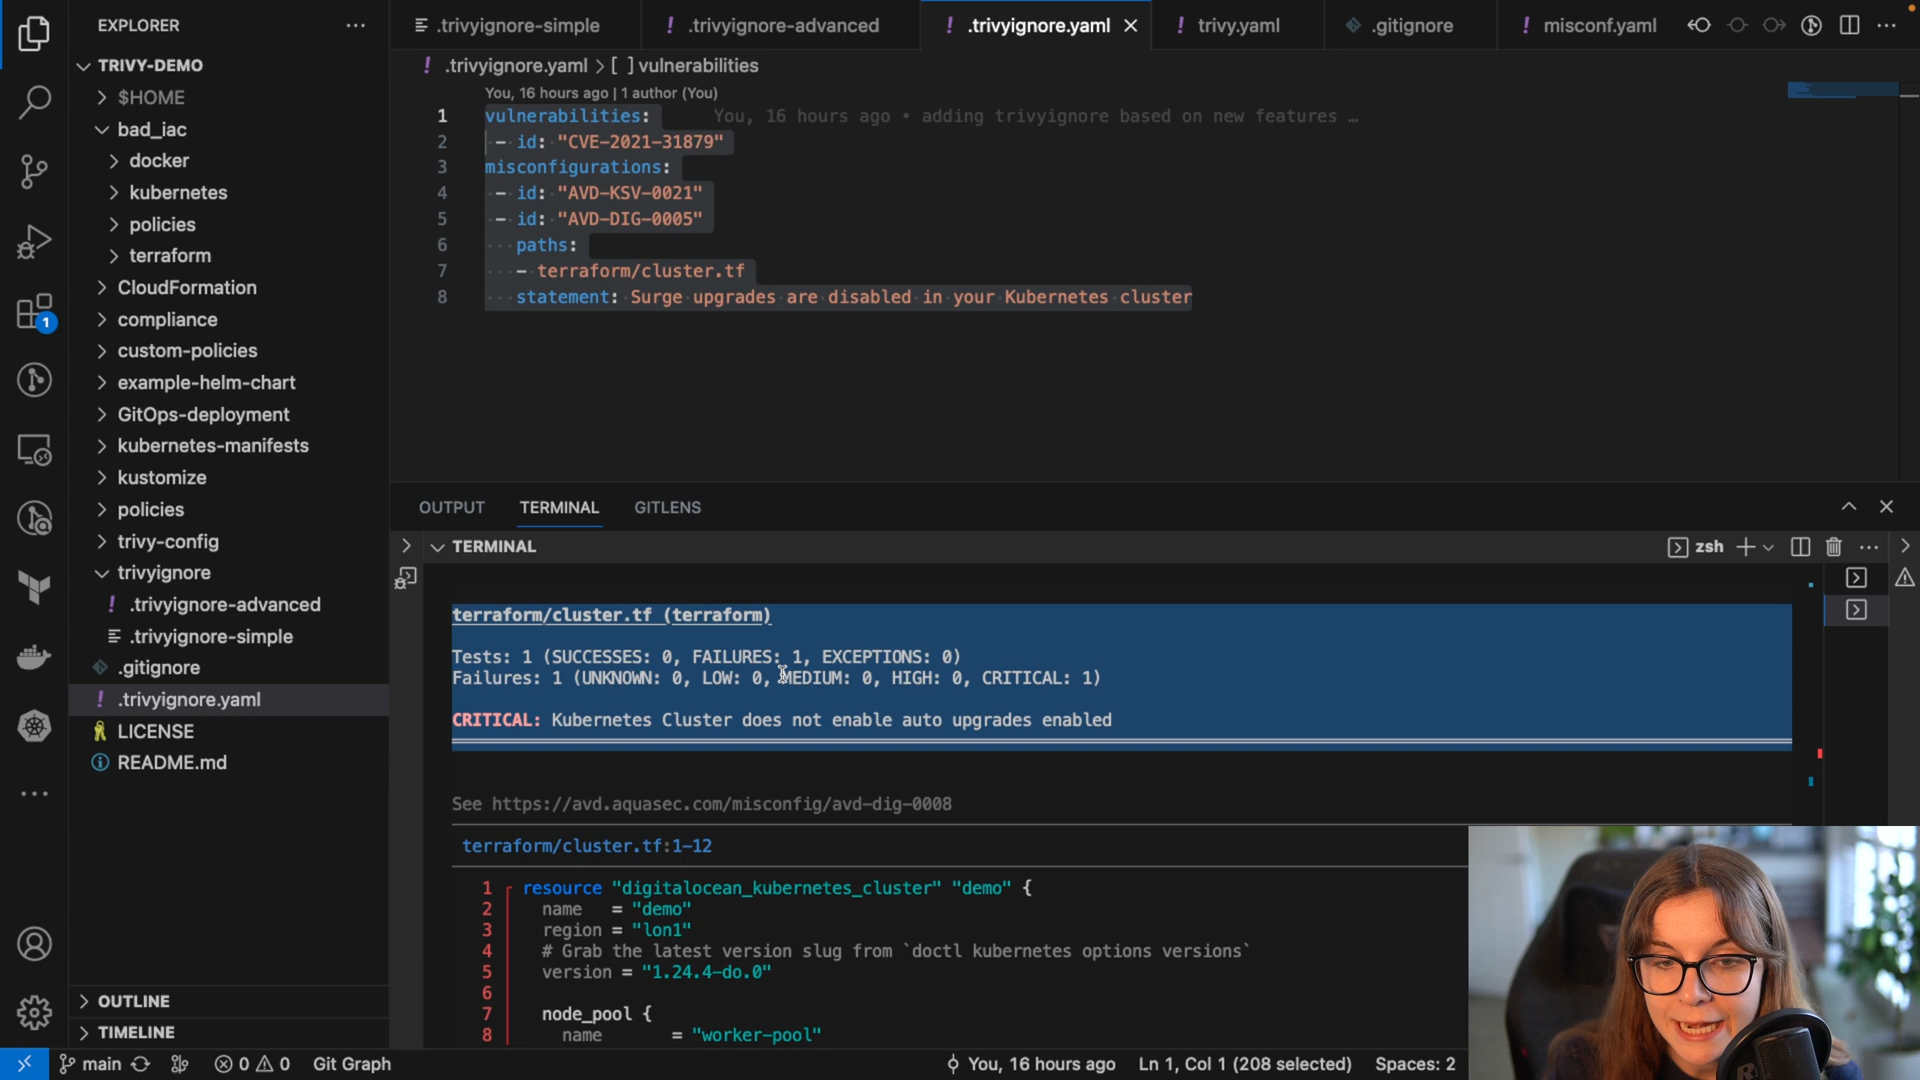 EXPLORER
TRIVY-DEMO
$HOME
bad_iac
docker
kubernetes
policies
terraform
CloudFormation
compliance
custom-policies
example-helm-chart
GitOps-deployment
kubernetes-manifests
kustomize
policies
trivy-config
trivyignore
.trivyignore-advanced
.trivyignore-simple
.gitignore
.trivyignore.yaml
LICENSE
README.md
OUTLINE
TIMELINE
1
.trivyignore-simple
.trivyignore-advanced
.trivyignore.yaml
trivy.yaml
.gitignore
misconf.yaml
.trivyignore.yaml > [ ] vulnerabilities
You, 16 hours ago | 1 author (You)
1 vulnerabilities: You, 16 hours ago • adding trivyignore based on new features …
2 - id: "CVE-2021-31879"
3 misconfigurations:
4 - id: "AVD-KSV-0021"
5 - id: "AVD-DIG-0005"
6 paths:
7 - terraform/cluster.tf
8 statement: Surge upgrades are disabled in your Kubernetes cluster
OUTPUT TERMINAL GITLENS
TERMINAL
zsh
terraform/cluster.tf (terraform)
Tests: 1 (SUCCESSES: 0, FAILURES: 1, EXCEPTIONS: 0)
Failures: 1 (UNKNOWN: 0, LOW: 0, MEDIUM: 0, HIGH: 0, CRITICAL: 1)
CRITICAL: Kubernetes Cluster does not enable auto upgrades enabled
See https://avd.aquasec.com/misconfig/avd-dig-0008
terraform/cluster.tf:1-12
1 resource "digitalocean_kubernetes_cluster" "demo" {
2 name = "demo"
3 region = "lon1"
4 # Grab the latest version slug from `doctl kubernetes options versions`
5 version = "1.24.4-do.0"
6
7 node_pool {
8 name = "worker-pool"
main 0 0 Git Graph You, 16 hours ago Ln 1, Col 1 (208 selected) Spaces: 2